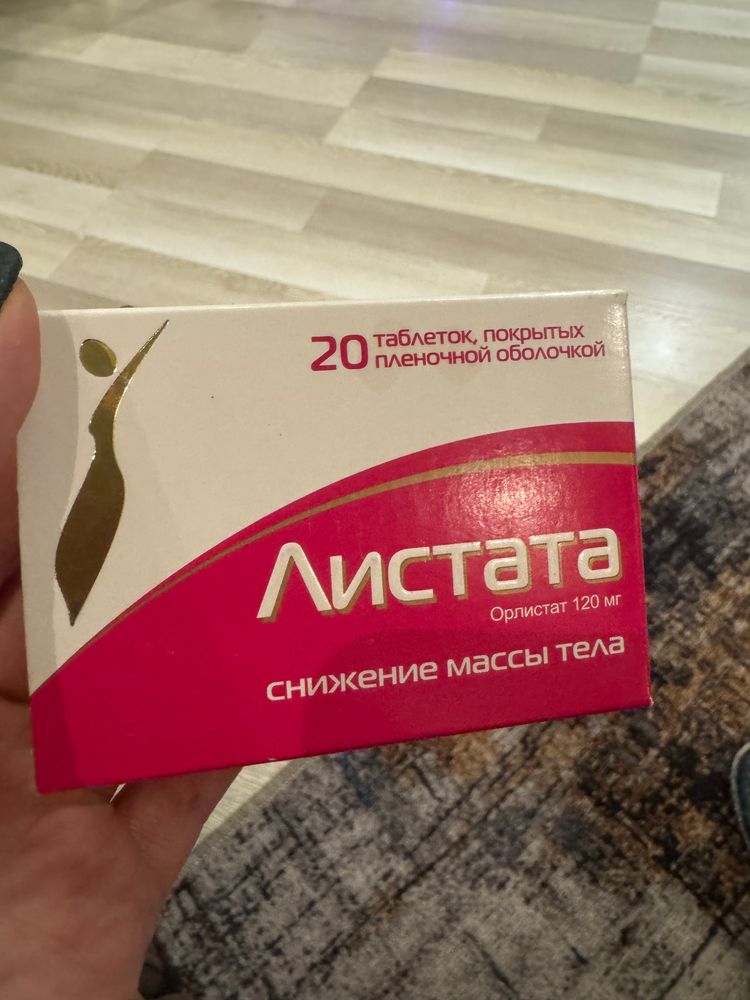 20 таблеток, покрытых
пленочной оболочкой
Листата
Орлистат 120 мг
снижение массы тела